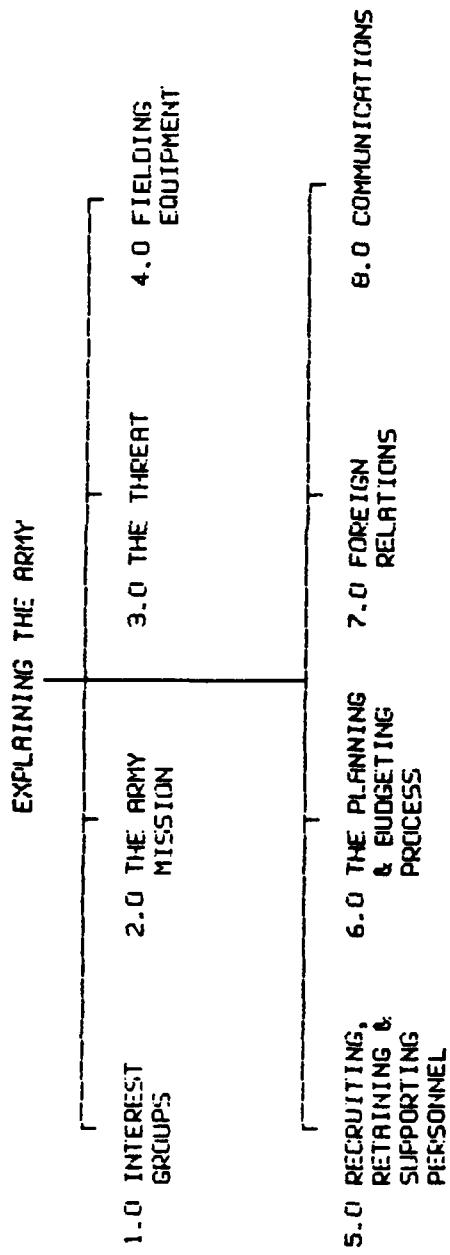 EXPLAINING THE ARMY
1.0 INTEREST
GROUPS
2.0 THE ARMY
MISSION
3.0 THE THREAT
4.0 FIELDING
EQUIPMENT
5.0 RECRUITING,
RETAINING &
SUPPORTING
PERSONNEL
6.0 THE PLANNING
& BUDGETING
PROCESS
7.0 FOREIGN
RELATIONS
8.0 COMMUNICATIONS